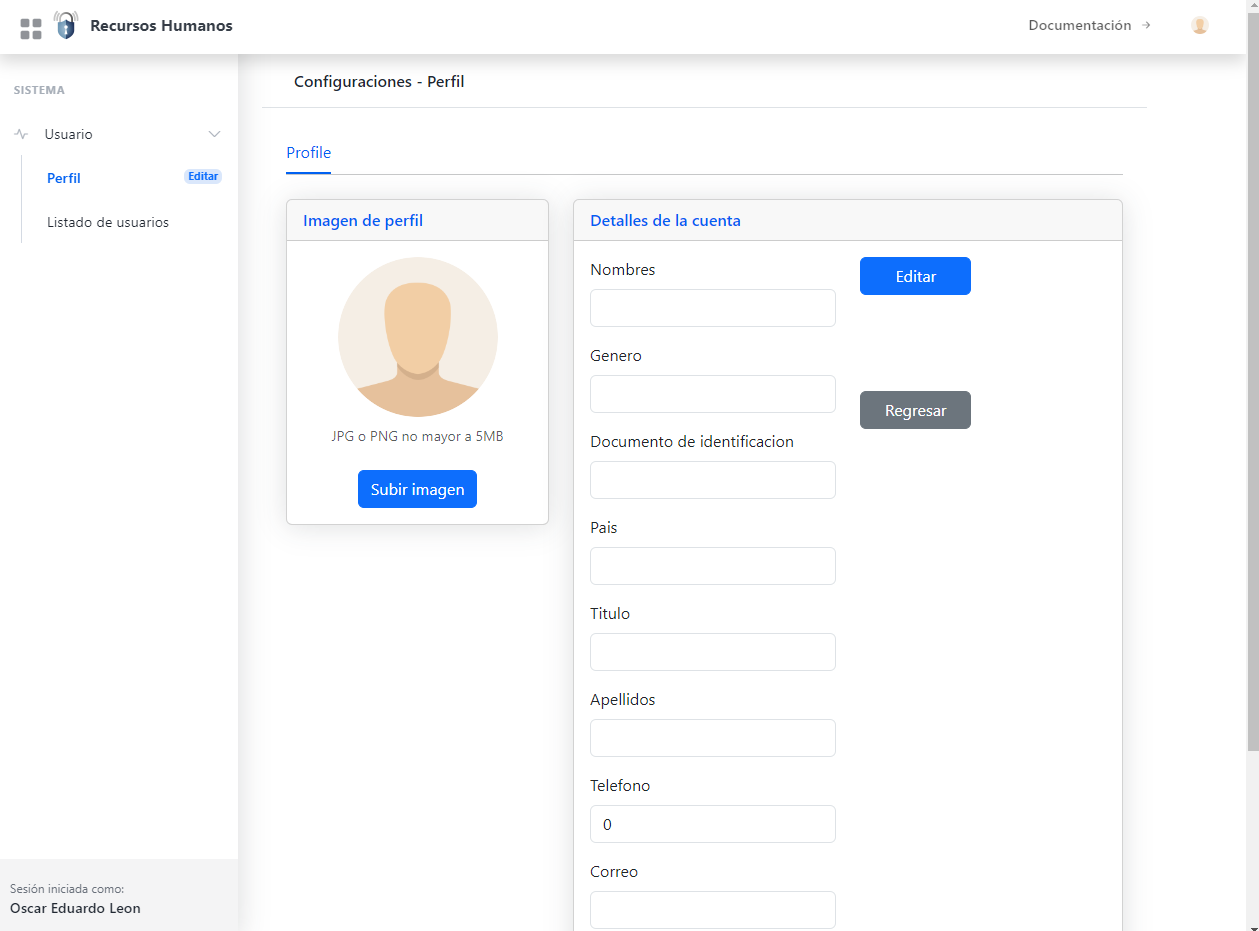 Recursos Humanos
Documentación
SISTEMA
Usuario
Perfil
Editar
Listado de usuarios
Sesión iniciada como:
Oscar Eduardo Leon
Configuraciones - Perfil
Profile
Imagen de perfil
JPG o PNG no mayor a 5MB
Subir imagen
Detalles de la cuenta
Nombres
Editar
Genero
Regresar
Documento de identificacion
Pais
Titulo
Apellidos
Telefono
0
Correo